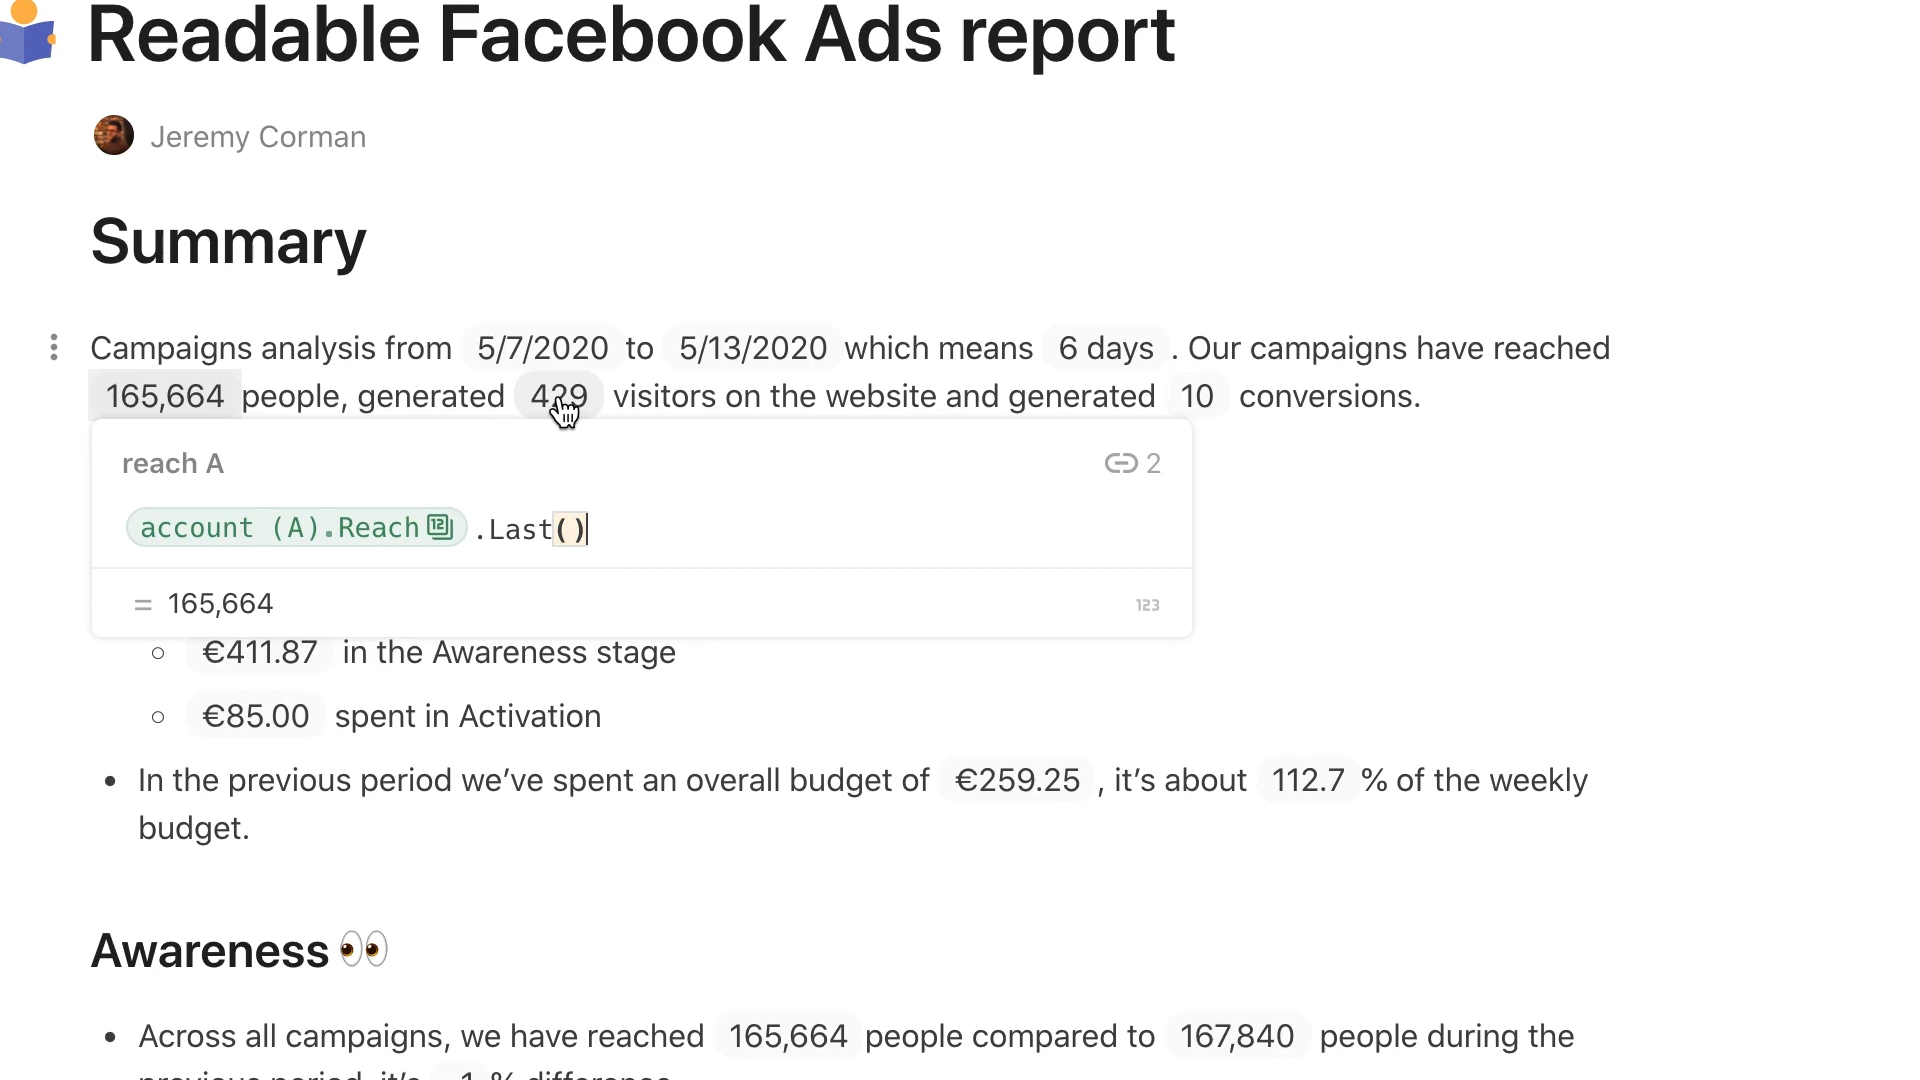 Readable Facebook Ads report
Jeremy Corman
Summary
Campaigns analysis from 5/7/2020 to 5/13/2020 which means 6 days . Our campaigns have reached
165,664 people, generated 429 visitors on the website and generated 10 conversions.
reach A 2
account (A).Reach .Last()
= 165,664 123
€411.87 in the Awareness stage
€85.00 spent in Activation
In the previous period we’ve spent an overall budget of €259.25 , it’s about 112.7 % of the weekly
budget.
Awareness 👀
Across all campaigns, we have reached 165,664 people compared to 167,840 people during the
previous period, it’s 1 % difference